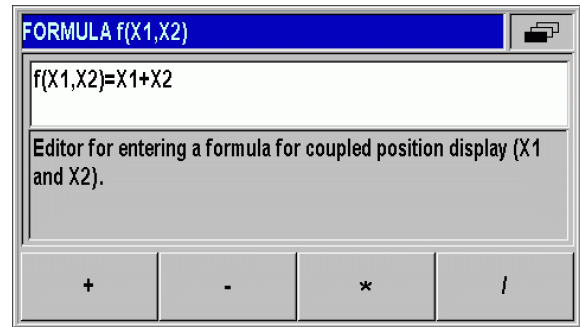 FORMULA f(X1,X2)
f(X1,X2)=X1+X2
Editor for entering a formula for coupled position display (X1
and X2).
+ - * /